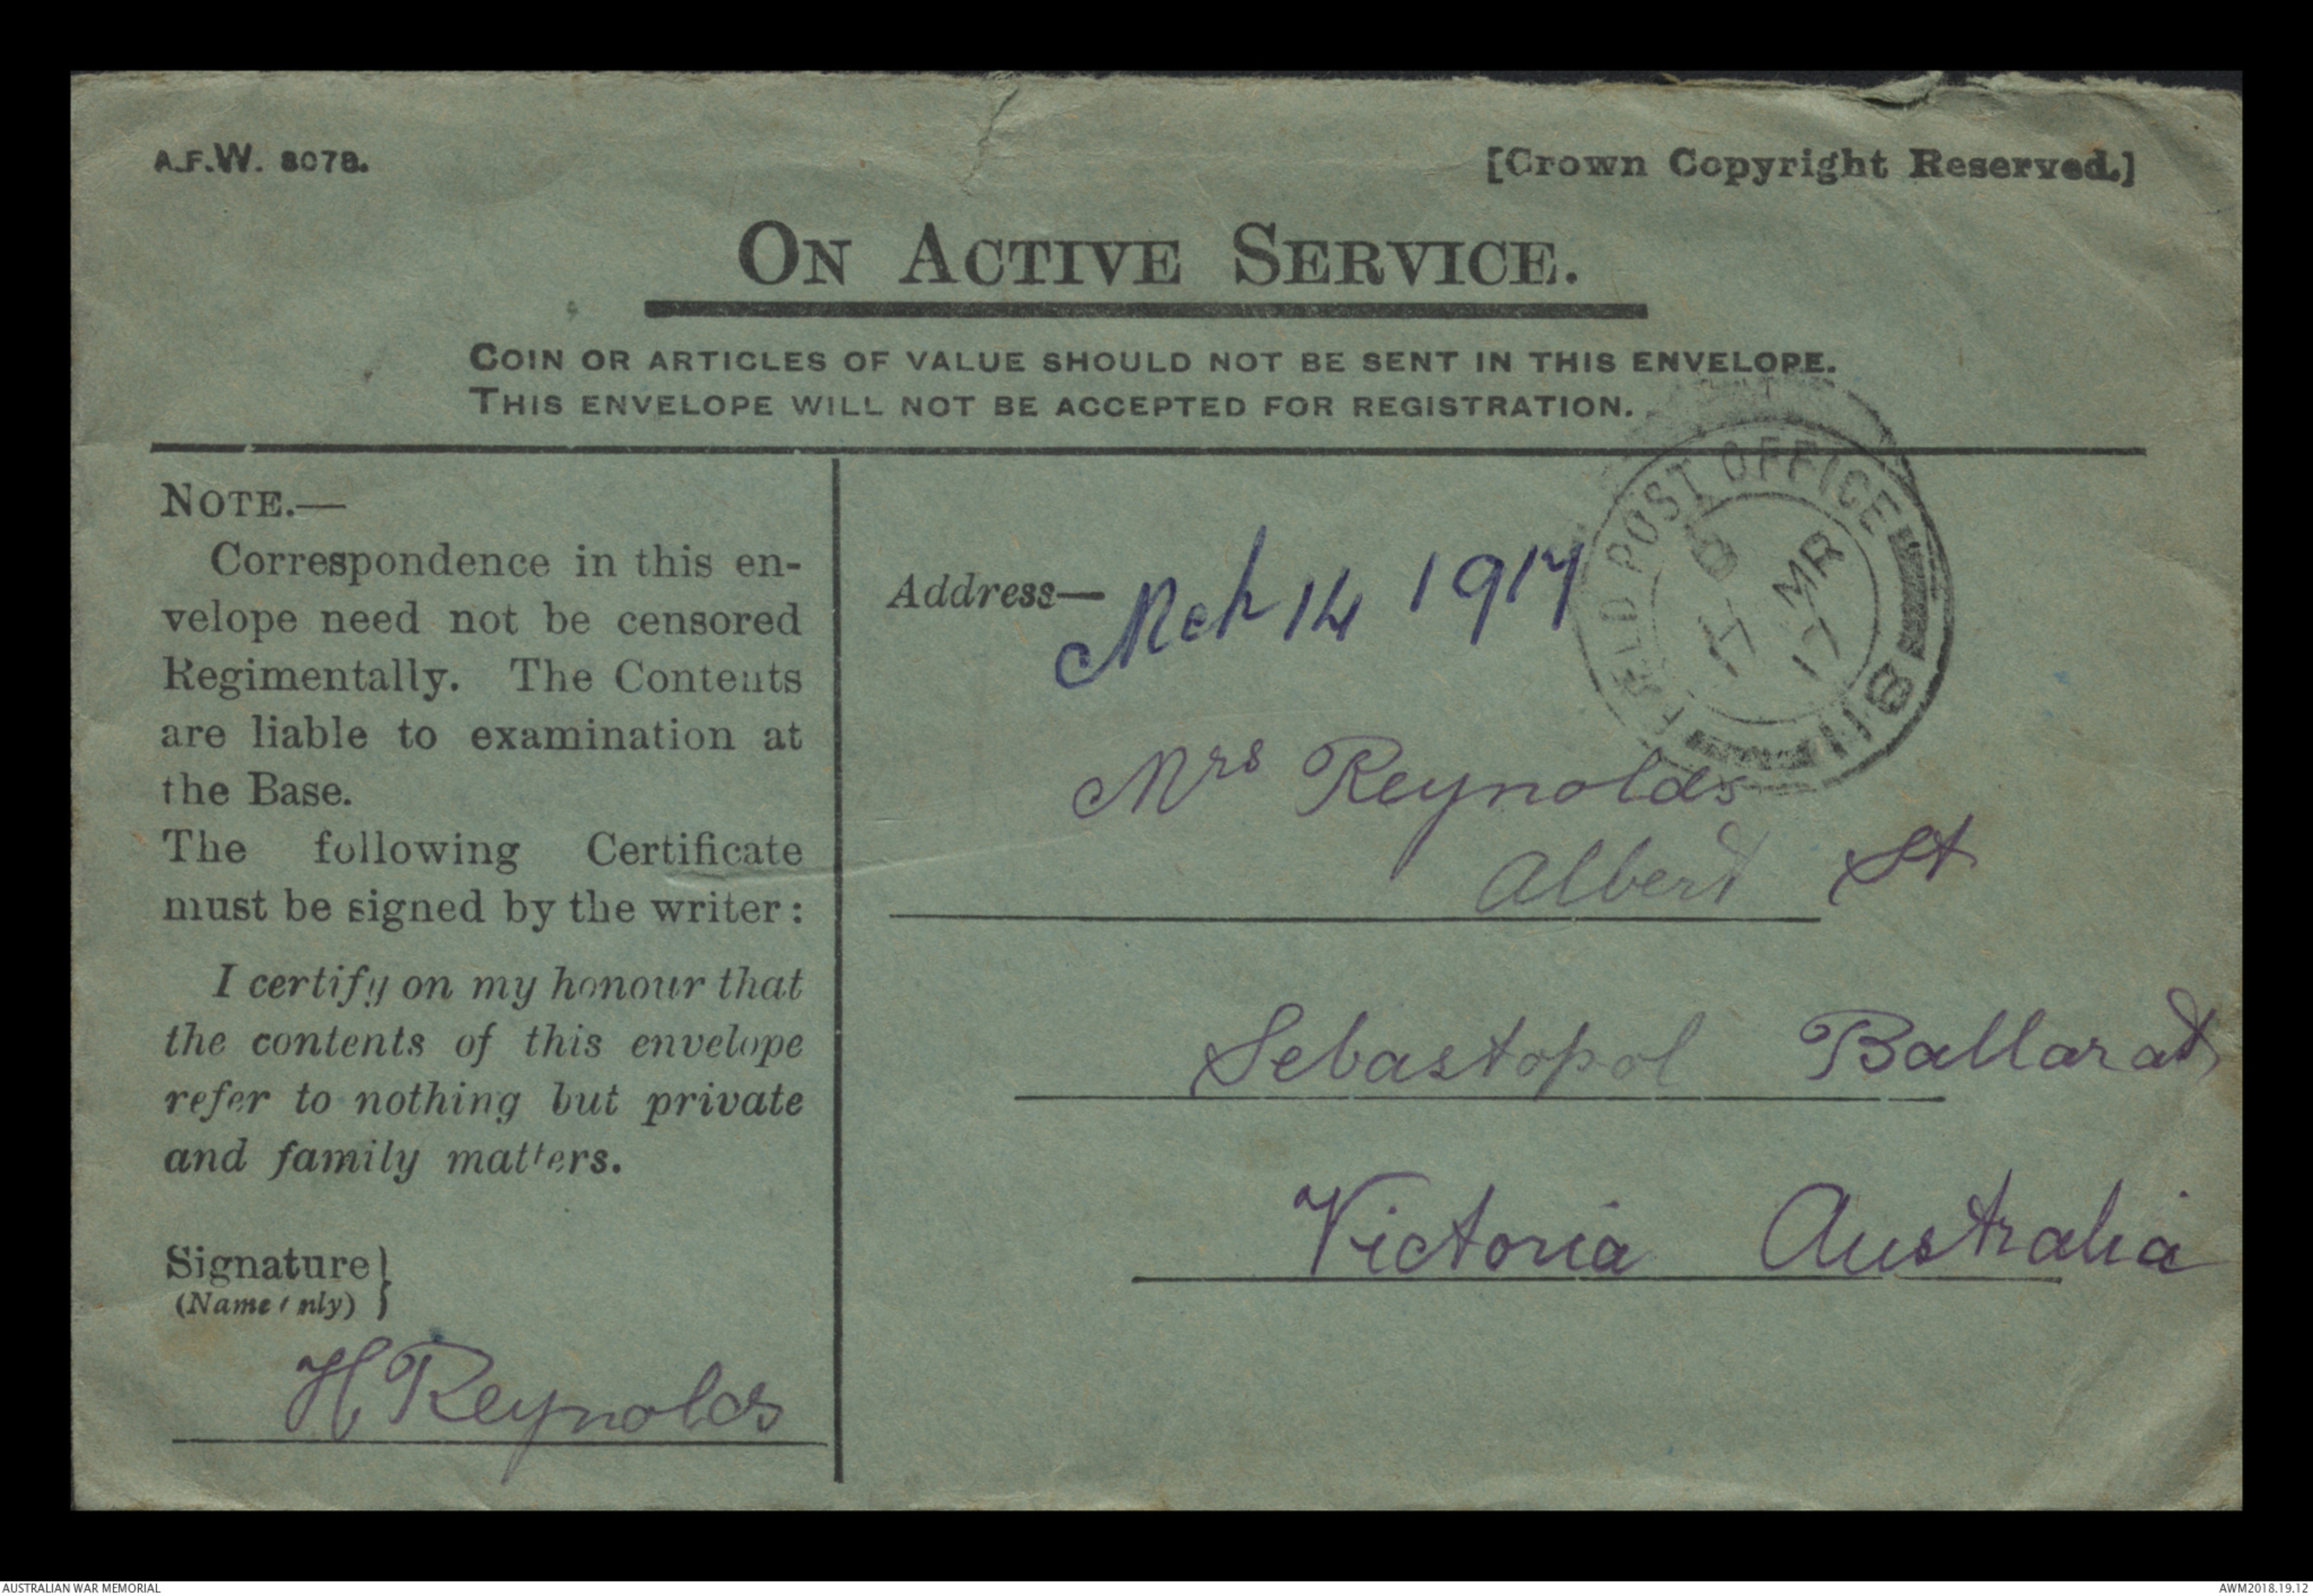 A.F.W. 3078.
[Crown Copyright Reserved.]
ON ACTIVE SERVICE.
COIN OR ARTICLES OF VALUE SHOULD NOT BE SENT IN THIS ENVELOPE.
THIS ENVELOPE WILL NOT BE ACCEPTED FOR REGISTRATION.
NOTE.—
Correspondence in this en-
velope need not be censored
Regimentally. The Contents
are liable to examination at
the Base.
The following Certificate
must be signed by the writer:
I certify on my honour that
the contents of this envelope
refer to nothing but private
and family matters.
Signature}
(Name only)
H Reynolds
Address—
Mch 14 1917
FIELD POST OFFICE
MR
17
17
118
Mrs Reynolds
Albert St
Sebastopol Ballarat
Victoria Australia
AUSTRALIAN WAR MEMORIAL
AWM2018.19.12